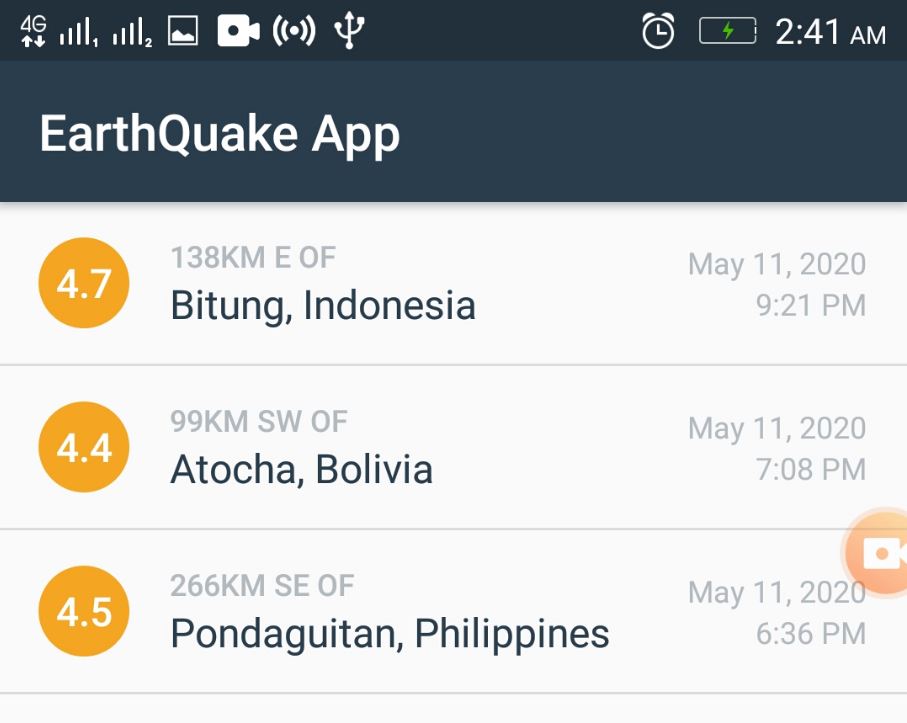 4G 1 2 2:41 AM
EarthQuake App
4.7
138KM E OF
Bitung, Indonesia
May 11, 2020
9:21 PM
4.4
99KM SW OF
Atocha, Bolivia
May 11, 2020
7:08 PM
4.5
266KM SE OF
Pondaguitan, Philippines
May 11, 2020
6:36 PM